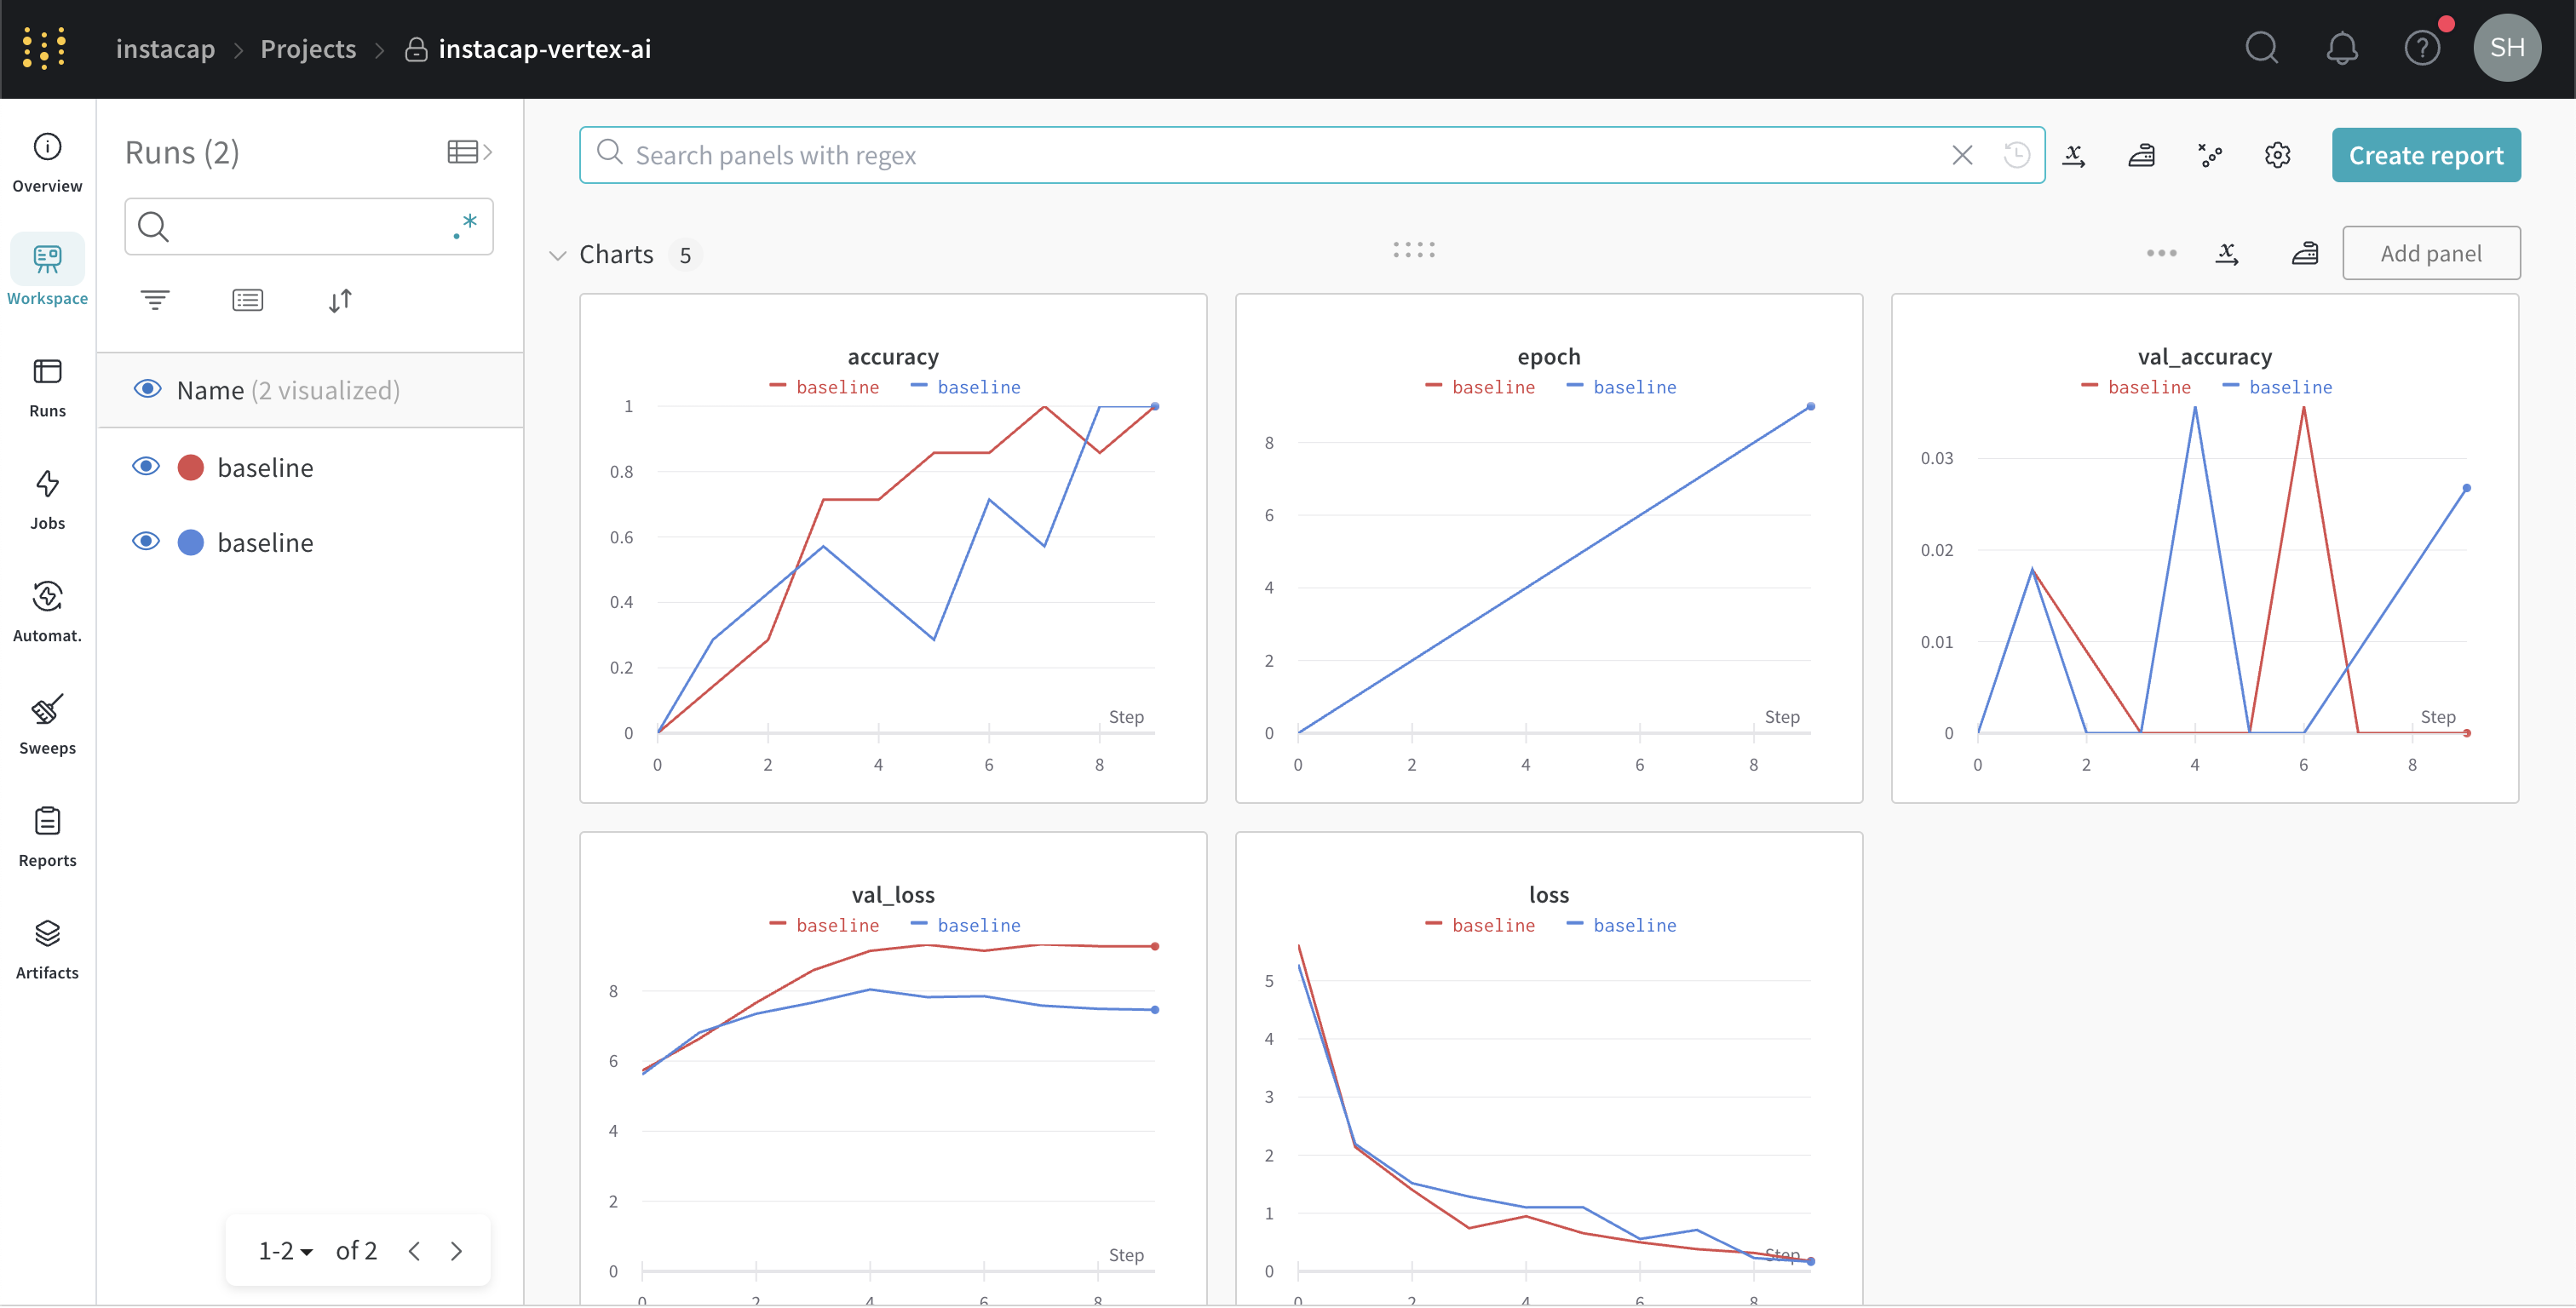 instacap > Projects > instacap-vertex-ai
SH
Overview
Workspace
Runs
Jobs
Automat.
Sweeps
Reports
Artifacts
Runs (2)
.*
Name (2 visualized)
baseline
baseline
1-2 of 2
Search panels with regex
Create report
Charts 5
Add panel
accuracy
baseline baseline
1
0.8
0.6
0.4
0.2
0
Step
0 2 4 6 8
epoch
baseline baseline
8
6
4
2
0
Step
0 2 4 6 8
val_accuracy
baseline baseline
0.03
0.02
0.01
0
Step
0 2 4 6 8
val_loss
baseline baseline
8
6
4
2
0
Step
0 2 4 6 8
loss
baseline baseline
5
4
3
2
1
0
Step
0 2 4 6 8